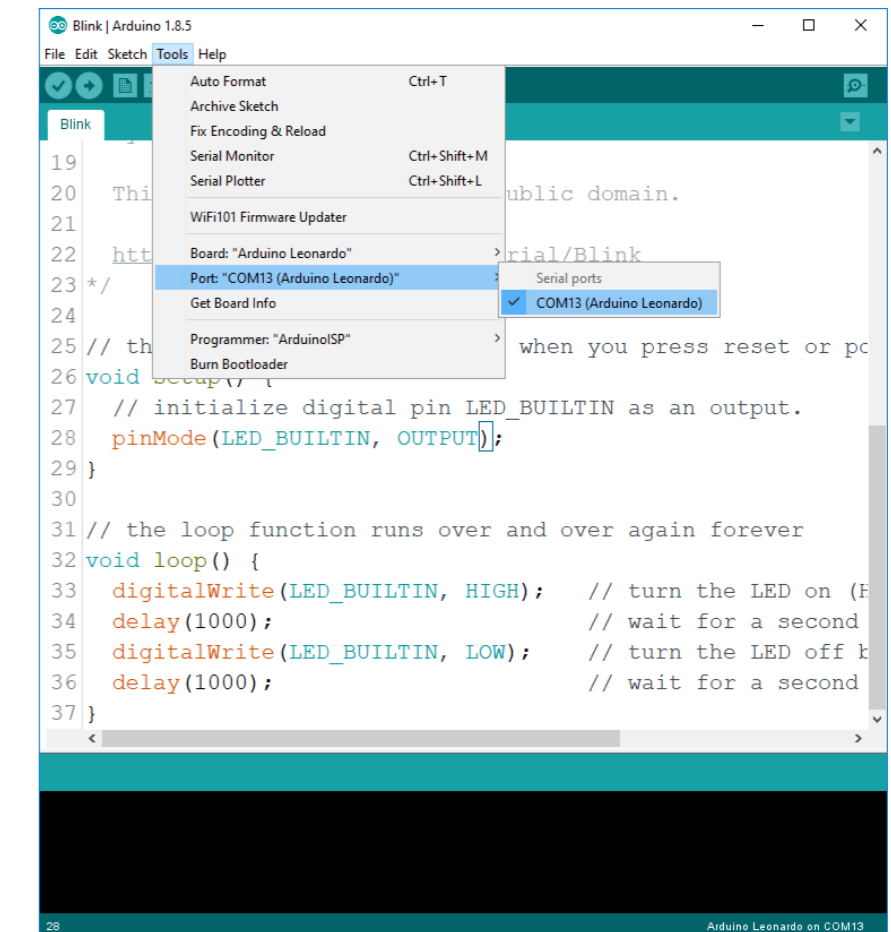 Blink | Arduino 1.8.5
File Edit Sketch Tools Help
Blink
Auto Format Ctrl+T
Archive Sketch
Fix Encoding & Reload
Serial Monitor Ctrl+Shift+M
Serial Plotter Ctrl+Shift+L
WiFi101 Firmware Updater
Board: "Arduino Leonardo"
Port: "COM13 (Arduino Leonardo)"
Get Board Info
Programmer: "ArduinoISP"
Burn Bootloader
Serial ports
COM13 (Arduino Leonardo)
19
20 Thi ublic domain.
21
22 htt rial/Blink
23 */
24
25 // th when you press reset or po
26 void setup() {
27 // initialize digital pin LED_BUILTIN as an output.
28 pinMode(LED_BUILTIN, OUTPUT);
29 }
30
31 // the loop function runs over and over again forever
32 void loop() {
33 digitalWrite(LED_BUILTIN, HIGH); // turn the LED on (H
34 delay(1000); // wait for a second
35 digitalWrite(LED_BUILTIN, LOW); // turn the LED off b
36 delay(1000); // wait for a second
37 }
28 Arduino Leonardo on COM13